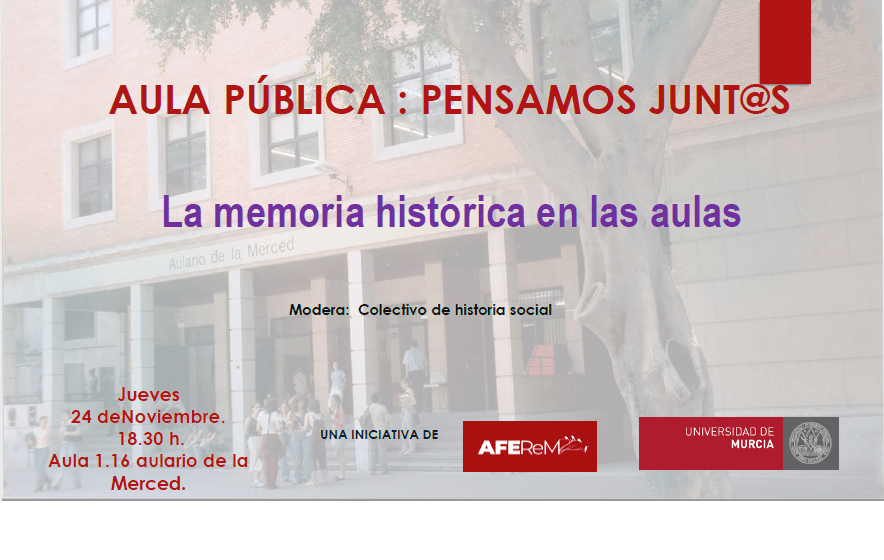 AULA PÚBLICA : PENSAMOS JUNT@S
La memoria histórica en las aulas
Aulario de la Merced
Modera: Colectivo de historia social
Jueves
24 deNoviembre.
18.30 h.
Aula 1.16 aulario de la
Merced.
UNA INICIATIVA DE
AFEReM
UNIVERSIDAD DE
MURCIA